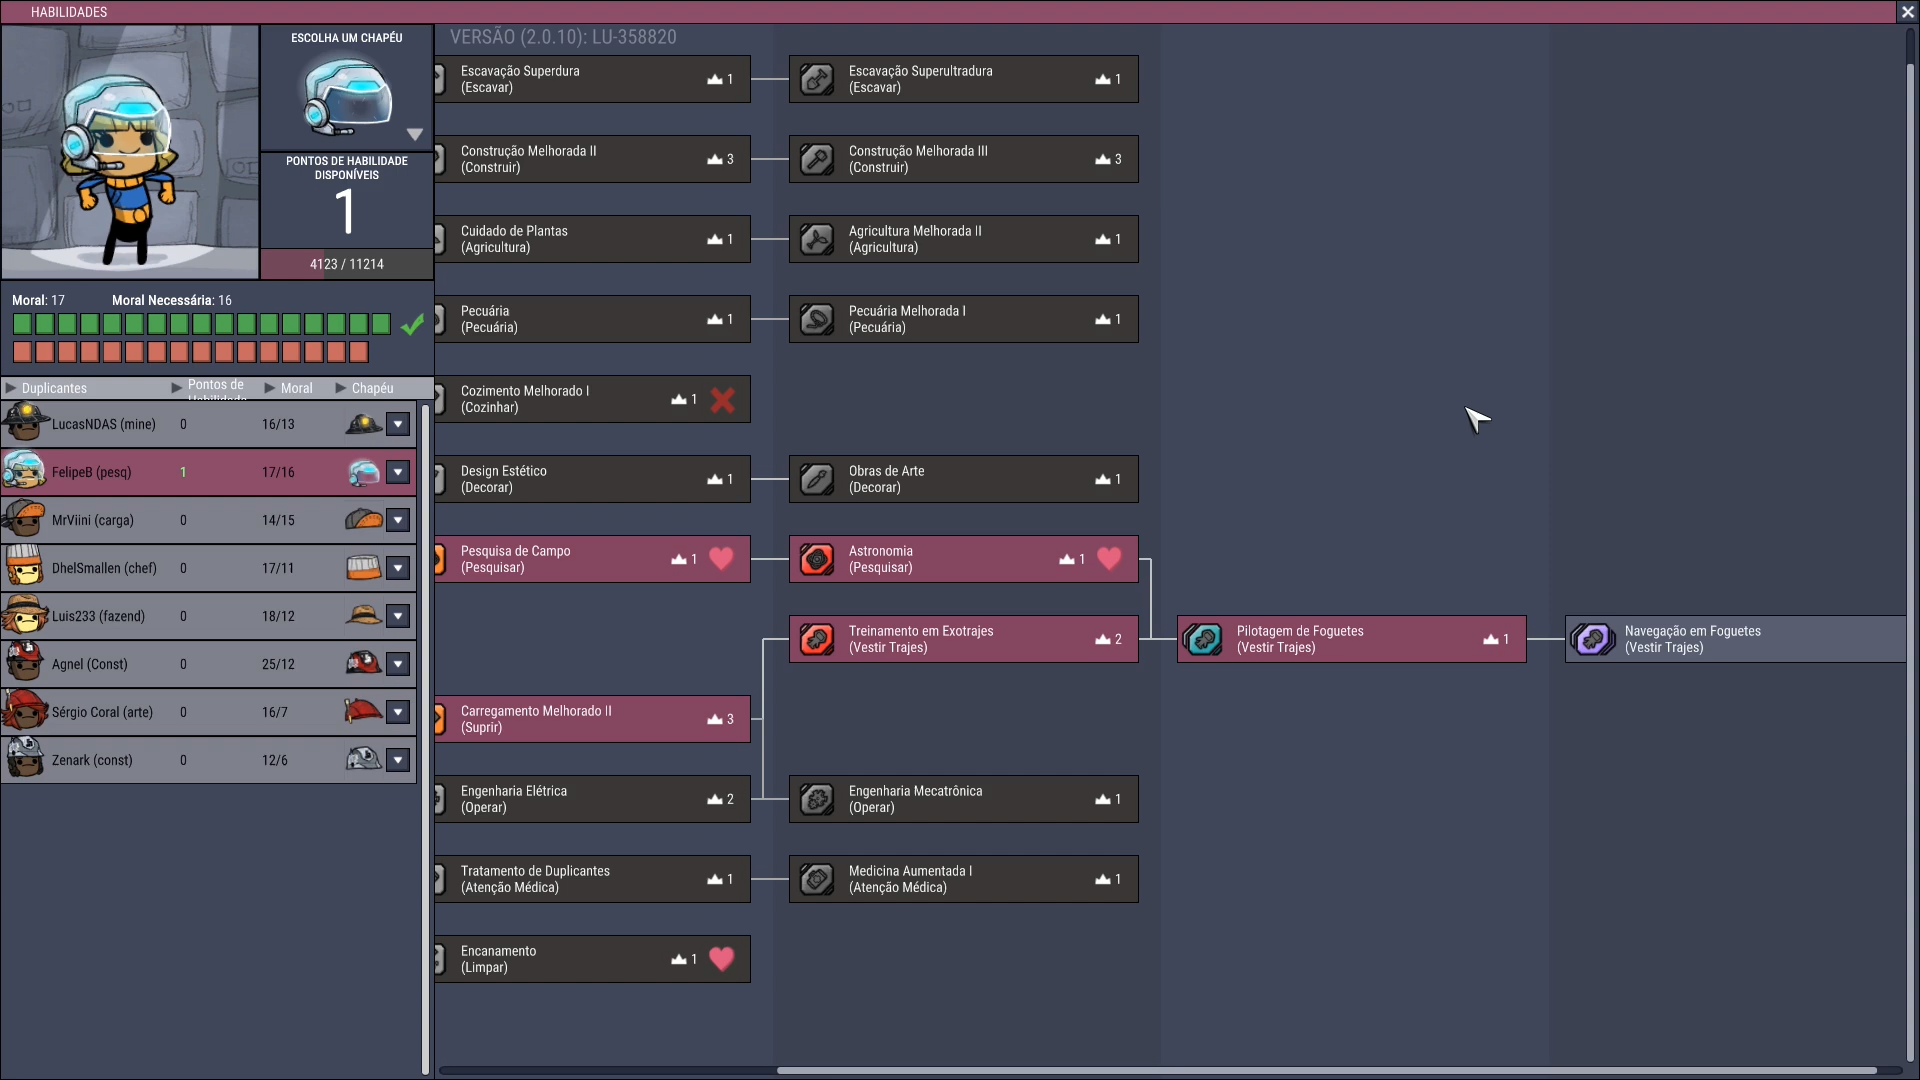 HABILIDADES
ESCOLHA UM CHAPÉU
PONTOS DE HABILIDADE
DISPONÍVEIS
1
4123 / 11214
Moral: 17 Moral Necessária: 16
Duplicantes Pontos de Habilidade Moral Chapéu
LucasNDAS (mine) 0 16/13
FelipeB (pesq) 1 17/16
MrViini (carga) 0 14/15
DhelSmallen (chef) 0 17/11
Luis233 (fazend) 0 18/12
Agnel (Const) 0 25/12
Sérgio Coral (arte) 0 16/7
Zenark (const) 0 12/6
VERSÃO (2.0.10): LU-358820
Escavação Superdura
(Escavar)
1
Escavação Superultradura
(Escavar)
1
Construção Melhorada II
(Construir)
3
Construção Melhorada III
(Construir)
3
Cuidado de Plantas
(Agricultura)
1
Agricultura Melhorada II
(Agricultura)
1
Pecuária
(Pecuária)
1
Pecuária Melhorada I
(Pecuária)
1
Cozimento Melhorado I
(Cozinhar)
1
Design Estético
(Decorar)
1
Obras de Arte
(Decorar)
1
Pesquisa de Campo
(Pesquisar)
1
Astronomia
(Pesquisar)
1
Treinamento em Exotrajes
(Vestir Trajes)
2
Pilotagem de Foguetes
(Vestir Trajes)
1
Navegação em Foguetes
(Vestir Trajes)
Carregamento Melhorado II
(Suprir)
3
Engenharia Elétrica
(Operar)
2
Engenharia Mecatrônica
(Operar)
1
Tratamento de Duplicantes
(Atenção Médica)
1
Medicina Aumentada I
(Atenção Médica)
1
Encanamento
(Limpar)
1